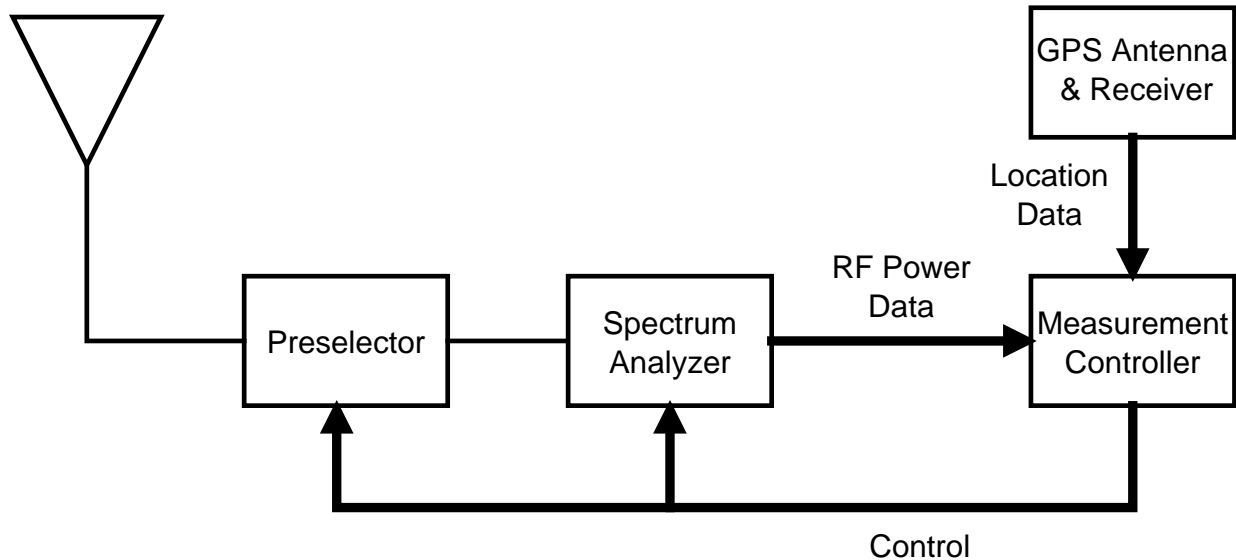 GPS Antenna
& Receiver
Location
Data
RF Power
Data
Preselector
Spectrum
Analyzer
Measurement
Controller
Control